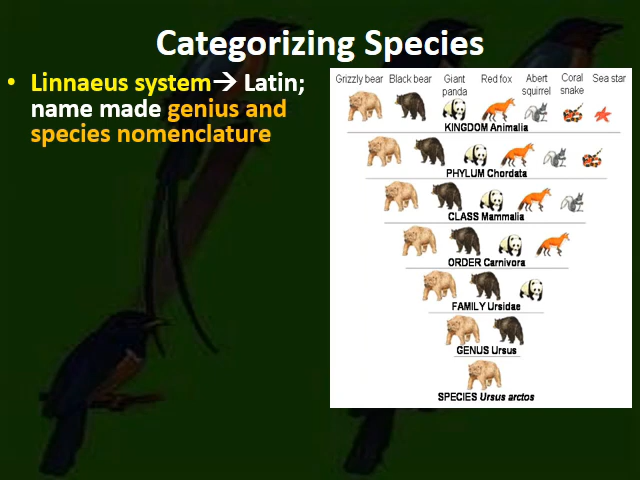 Categorizing Species
• Linnaeus system→ Latin;
name made genius and
species nomenclature
Grizzly bear Black bear Giant panda Red fox Abert squirrel Coral snake Sea star
KINGDOM Animalia
PHYLUM Chordata
CLASS Mammalia
ORDER Carnivora
FAMILY Ursidae
GENUS Ursus
SPECIES Ursus arctos